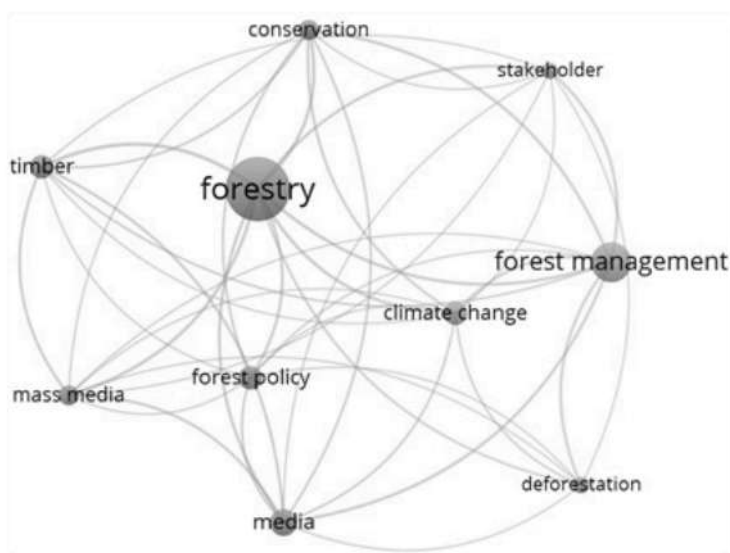 conservation
stakeholder
timber
forestry
forest management
climate change
forest policy
mass media
deforestation
media